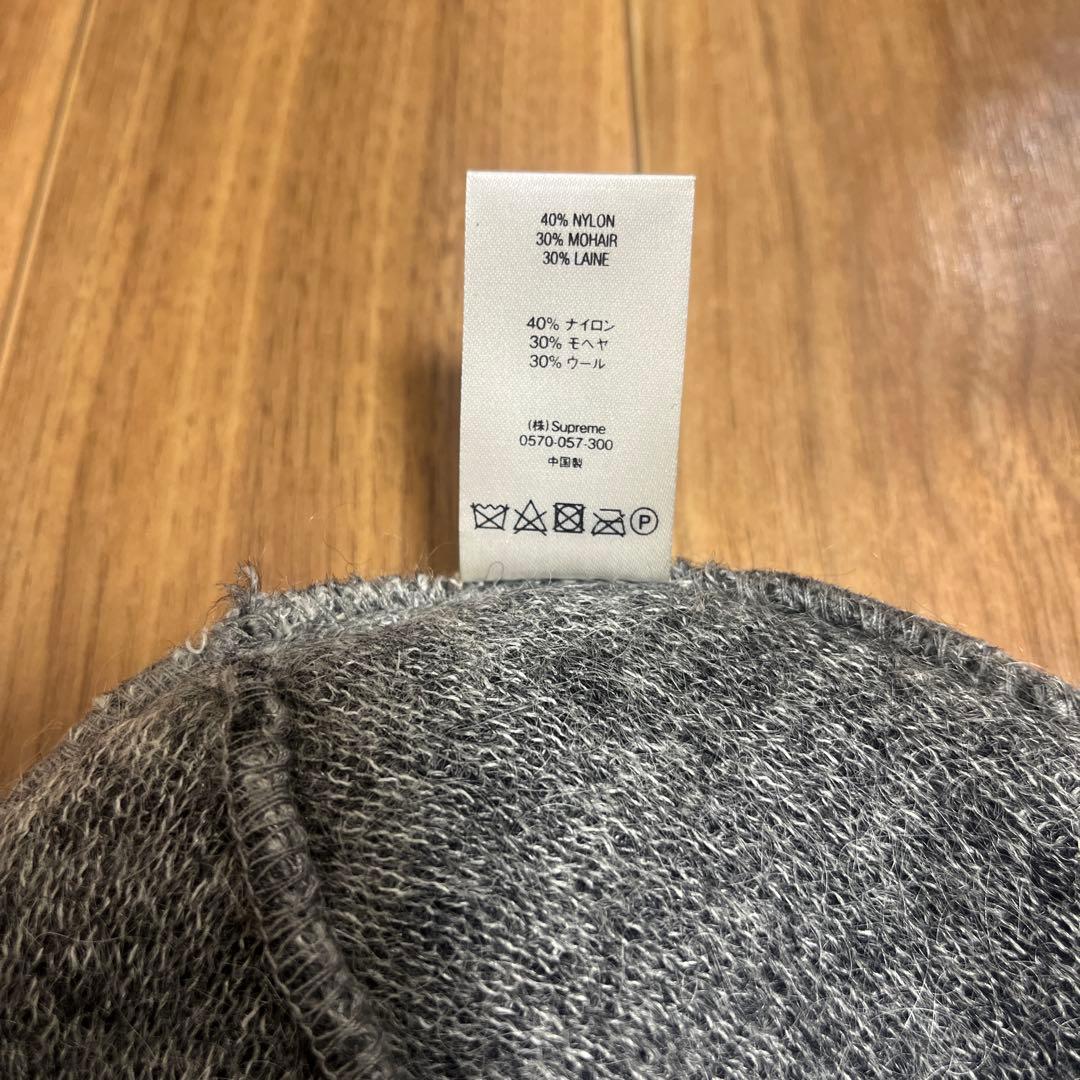 40% NYLON
30% MOHAIR
30% LAINE
40% ナイロン
30% モヘヤ
30% ウール
(株)Supreme
0570-057-300
中国製
P